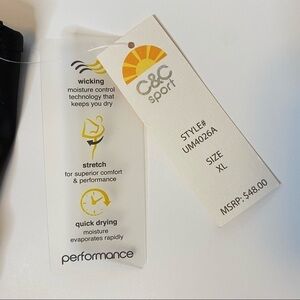 wicking
moisture control
technology that
keeps you dry
stretch
for superior comfort
& performance
quick drying
moisture
evaporates rapidly
performance
C&C
sport
STYLE#
UM4026A
SIZE
XL
MSRP: $48.00